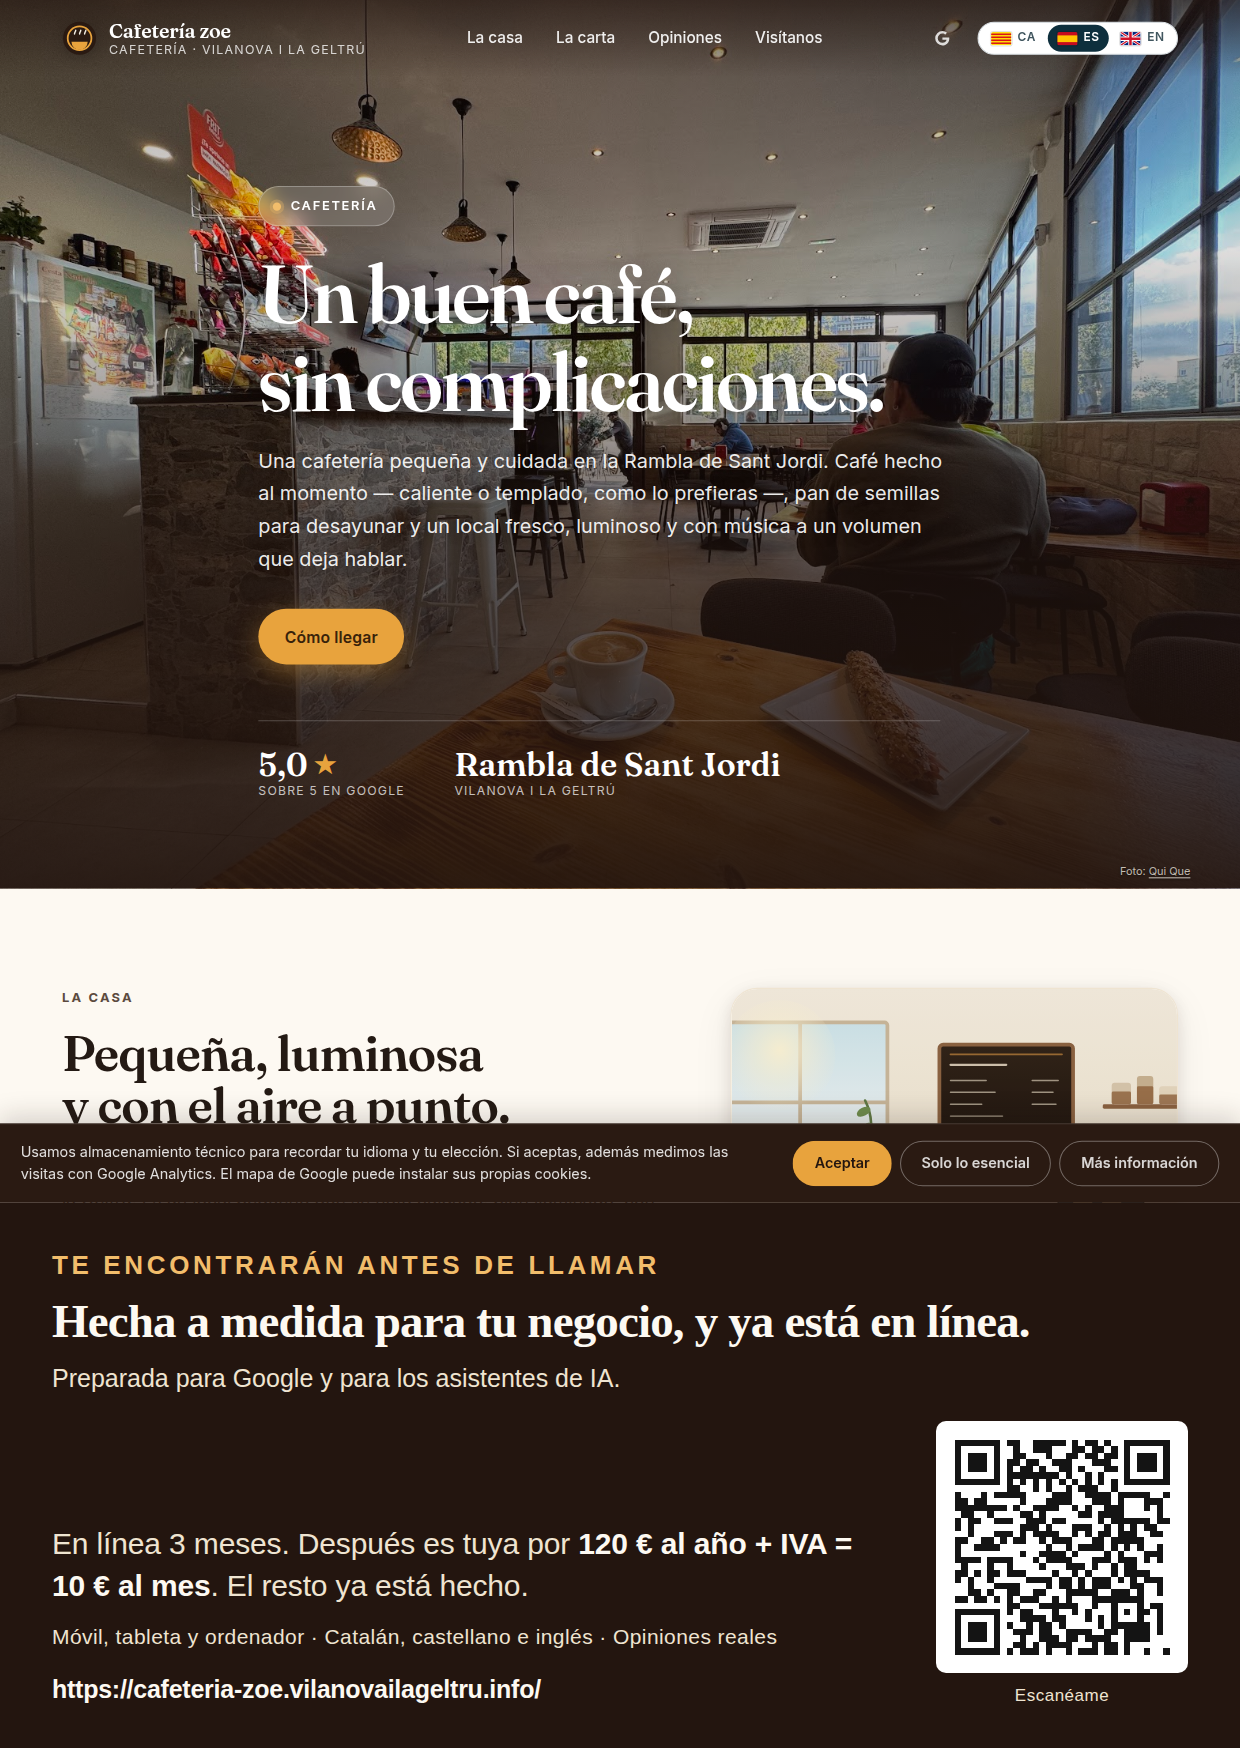 Cafetería zoe
CAFETERÍA · VILANOVA I LA GELTRÚ
La casa
La carta
Opiniones
Visítanos
G
CA
ES
EN
CAFETERÍA
Un buen café,
sin complicaciones.
Una cafetería pequeña y cuidada en la Rambla de Sant Jordi. Café hecho
al momento — caliente o templado, como lo prefieras —, pan de semillas
para desayunar y un local fresco, luminoso y con música a un volumen
que deja hablar.
Cómo llegar
5,0 ★
SOBRE 5 EN GOOGLE
Rambla de Sant Jordi
VILANOVA I LA GELTRÚ
Foto: Qui Que
LA CASA
Pequeña, luminosa
y con el aire a punto.
Usamos almacenamiento técnico para recordar tu idioma y tu elección. Si aceptas, además medimos las
visitas con Google Analytics. El mapa de Google puede instalar sus propias cookies.
Aceptar
Solo lo esencial
Más información
TE ENCONTRARÁN ANTES DE LLAMAR
Hecha a medida para tu negocio, y ya está en línea.
Preparada para Google y para los asistentes de IA.
En línea 3 meses. Después es tuya por 120 € al año + IVA =
10 € al mes. El resto ya está hecho.
Móvil, tableta y ordenador · Catalán, castellano e inglés · Opiniones reales
https://cafeteria-zoe.vilanovailageltru.info/
Escanéame